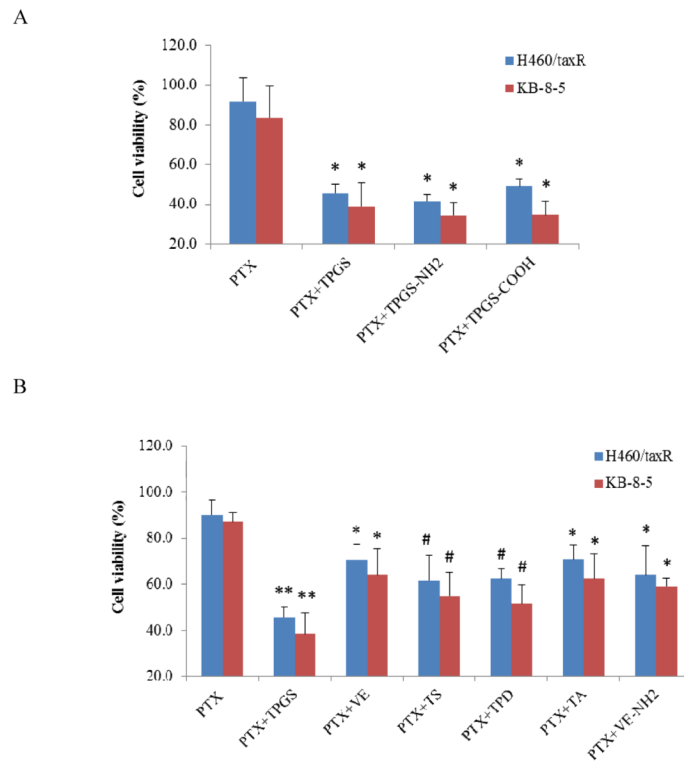 A
120.0
100.0
80.0
60.0
40.0
20.0
Cell viability (%)
H460/taxR
KB-8-5
* *
* *
* *
PTX
PTX+TPGS
PTX+TPGS-NH2
PTX+TPGS-COOH
B
120.0
100.0
80.0
60.0
40.0
20.0
Cell viability (%)
H460/taxR
KB-8-5
** **
* *
# #
# #
* *
* *
PTX
PTX+TPGS
PTX+VE
PTX+TS
PTX+TPD
PTX+TA
PTX+VE-NH2